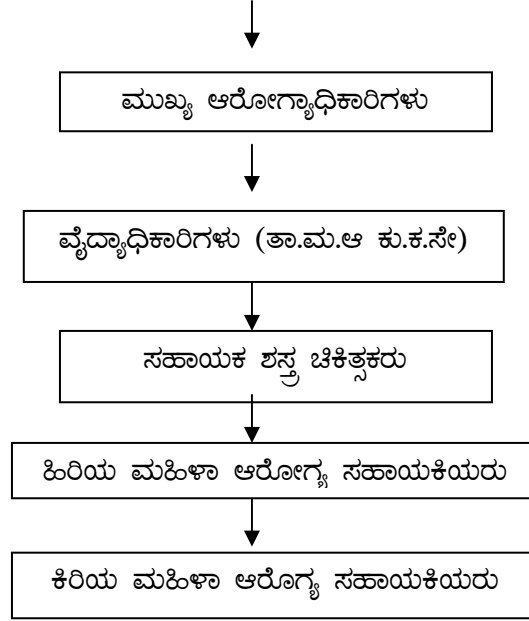 ಮುಖ್ಯ ಆರೋಗ್ಯಾಧಿಕಾರಿಗಳು
ವೈದ್ಯಾಧಿಕಾರಿಗಳು (ತಾ.ಮ.ಆ ಕು.ಕ.ಸೇ)
ಸಹಾಯಕ ಶಸ್ತ್ರ ಚಿಕಿತ್ಸಕರು
ಹಿರಿಯ ಮಹಿಳಾ ಆರೋಗ್ಯ ಸಹಾಯಕಿಯರು
ಕಿರಿಯ ಮಹಿಳಾ ಆರೊಗ್ಯ ಸಹಾಯಕಿಯರು